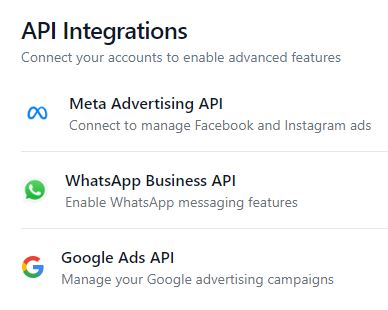 API Integrations
Connect your accounts to enable advanced features
Meta Advertising API
Connect to manage Facebook and Instagram ads
WhatsApp Business API
Enable WhatsApp messaging features
Google Ads API
Manage your Google advertising campaigns